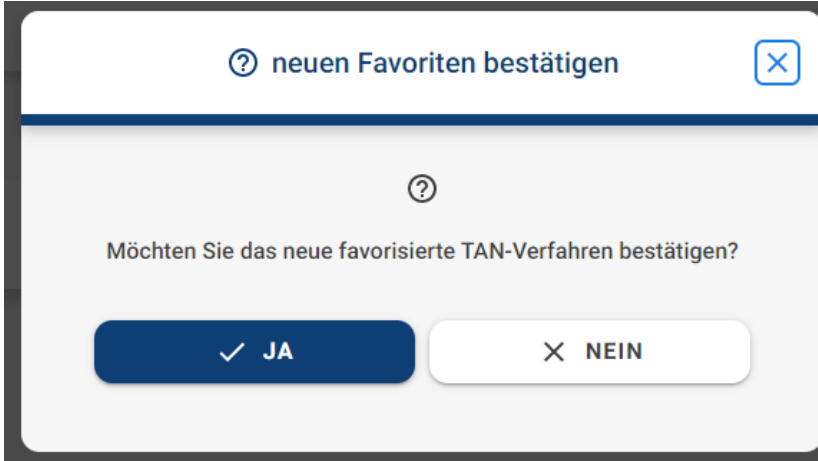 neuen Favoriten bestätigen
Möchten Sie das neue favorisierte TAN-Verfahren bestätigen?
JA
NEIN